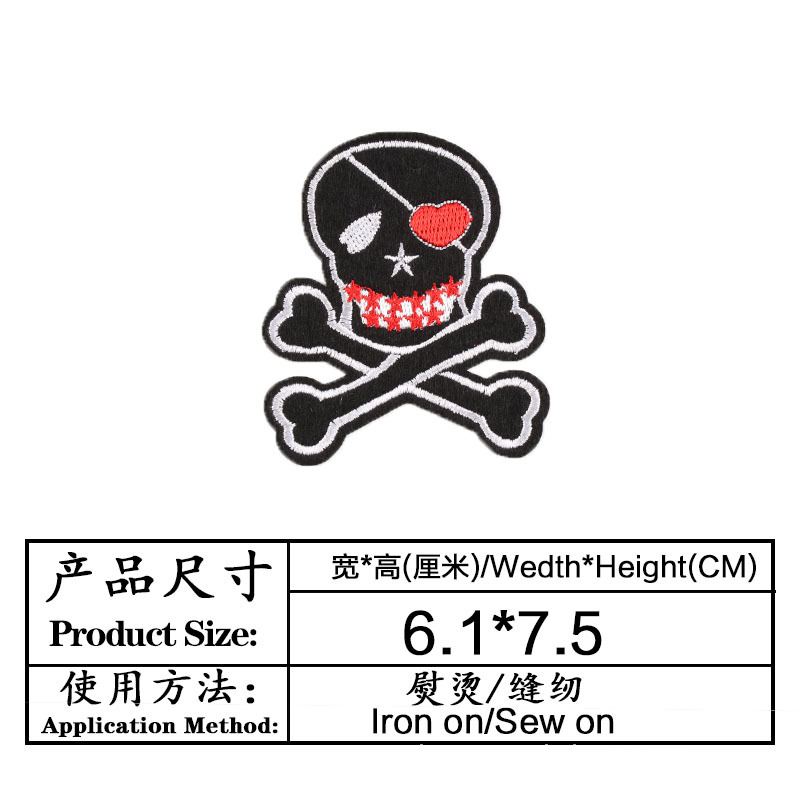 产品尺寸
Product Size:
宽*高(厘米)/Wedth*Height(CM)
6.1*7.5
使用方法：
Application Method:
熨烫/缝纫
Iron on/Sew on